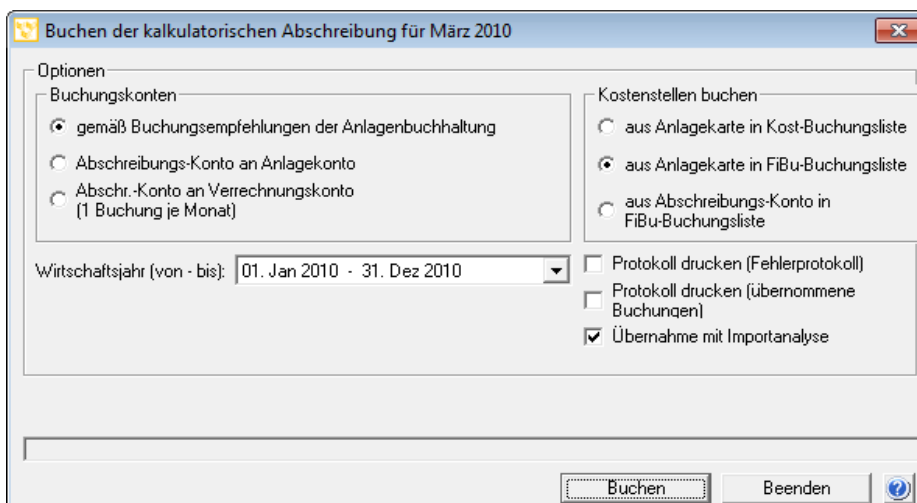 Buchen der kalkulatorischen Abschreibung für März 2010
Optionen
Buchungskonten
gemäß Buchungsempfehlungen der Anlagenbuchhaltung
Abschreibungs-Konto an Anlagekonto
Abschr.-Konto an Verrechnungskonto
(1 Buchung je Monat)
Kostenstellen buchen
aus Anlagekarte in Kost-Buchungsliste
aus Anlagekarte in FiBu-Buchungsliste
aus Abschreibungs-Konto in
FiBu-Buchungsliste
Wirtschaftsjahr (von - bis): 01. Jan 2010 - 31. Dez 2010
Protokoll drucken (Fehlerprotokoll)
Protokoll drucken (übernommene
Buchungen)
Übernahme mit Importanalyse
Buchen
Beenden
?